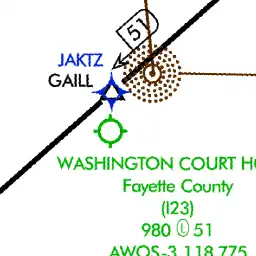 51
JAKTZ
GAILL
WASHINGTON COURT HO
Fayette County
(I23)
980 Ⓛ 51
AWOS-3 118.775